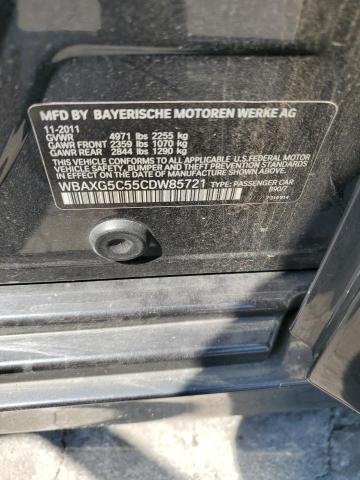 MFD BY BAYERISCHE MOTOREN WERKE AG
11-2011
GVWR 4971 lbs 2255 kg
GAWR FRONT 2359 lbs 1070 kg
GAWR REAR 2844 lbs 1290 kg
THIS VEHICLE CONFORMS TO ALL APPLICABLE
U.S. FEDERAL MOTOR VEHICLE
SAFETY, BUMPER, AND THEFT PREVENTION STANDARDS
IN EFFECT ON THE DATE OF MANUFACTURE SHOWN ABOVE.
WBAXG5C55CDW85721 TYPE: PASSENGER CAR